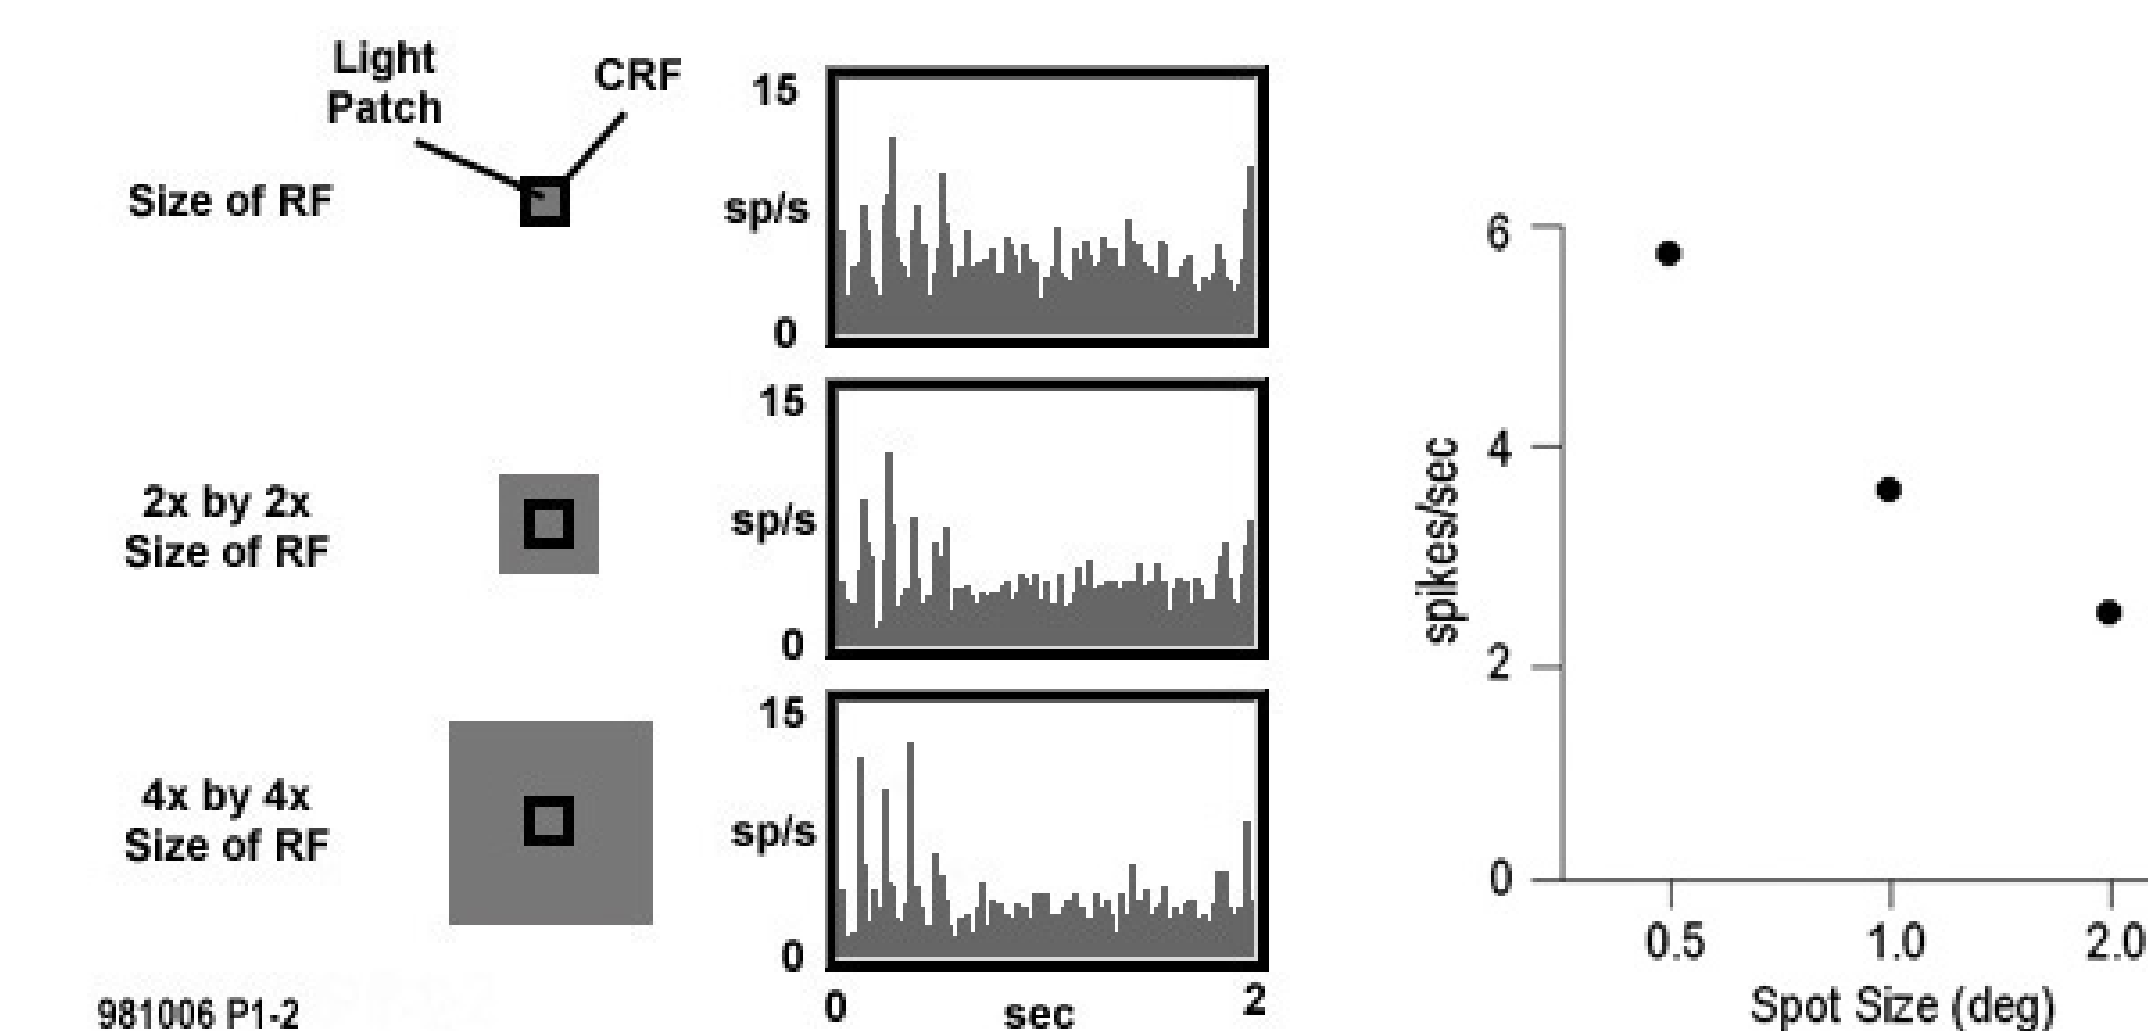 Light
Patch
CRF
Size of RF
15
sp/s
0
2x by 2x
Size of RF
15
sp/s
0
4x by 4x
Size of RF
15
sp/s
0
0
sec
2
981006 P1-2
6
4
2
0
spikes/sec
0.5
1.0
2.0
Spot Size (deg)